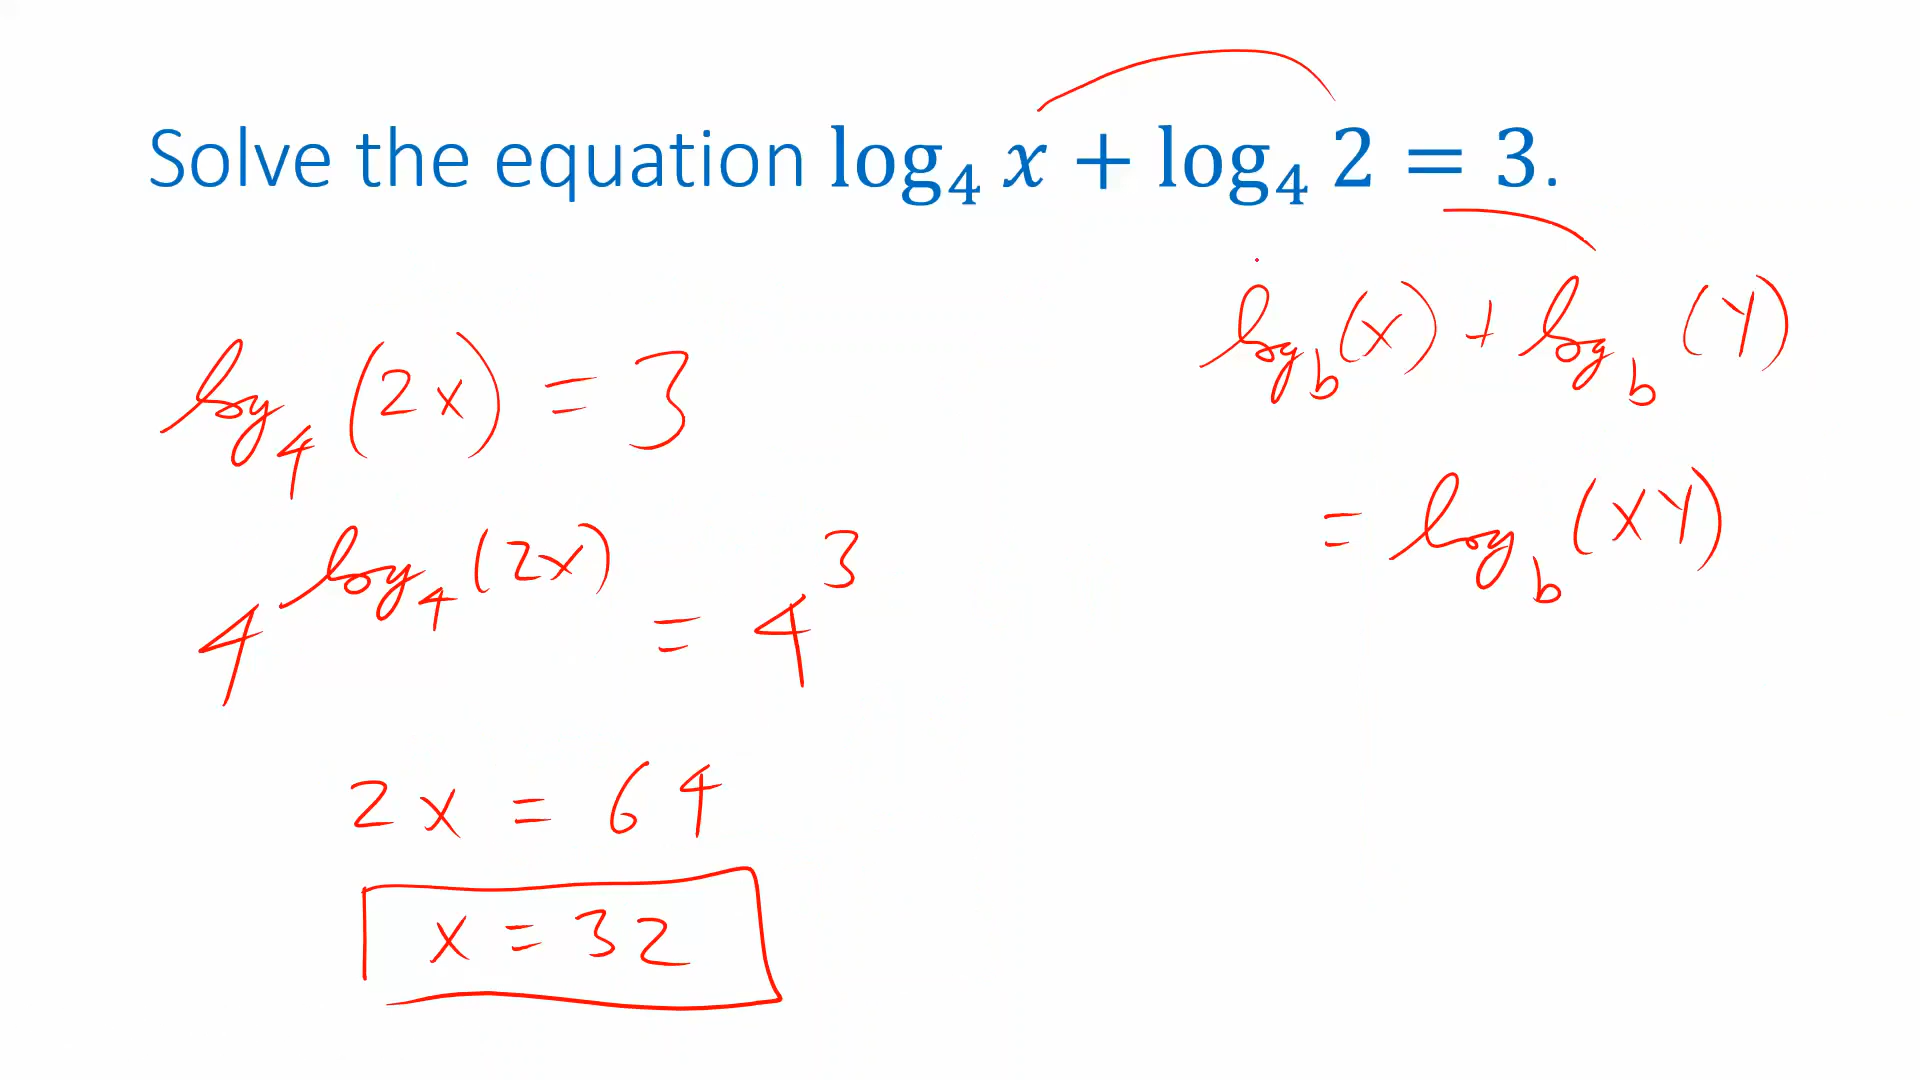 Solve the equation log₄ x + log₄ 2 = 3.
log_b(X) + log_b(Y)
= log_b(XY)
log₄(2x) = 3
4^(log₄(2x)) = 4³
2x = 64
x = 32